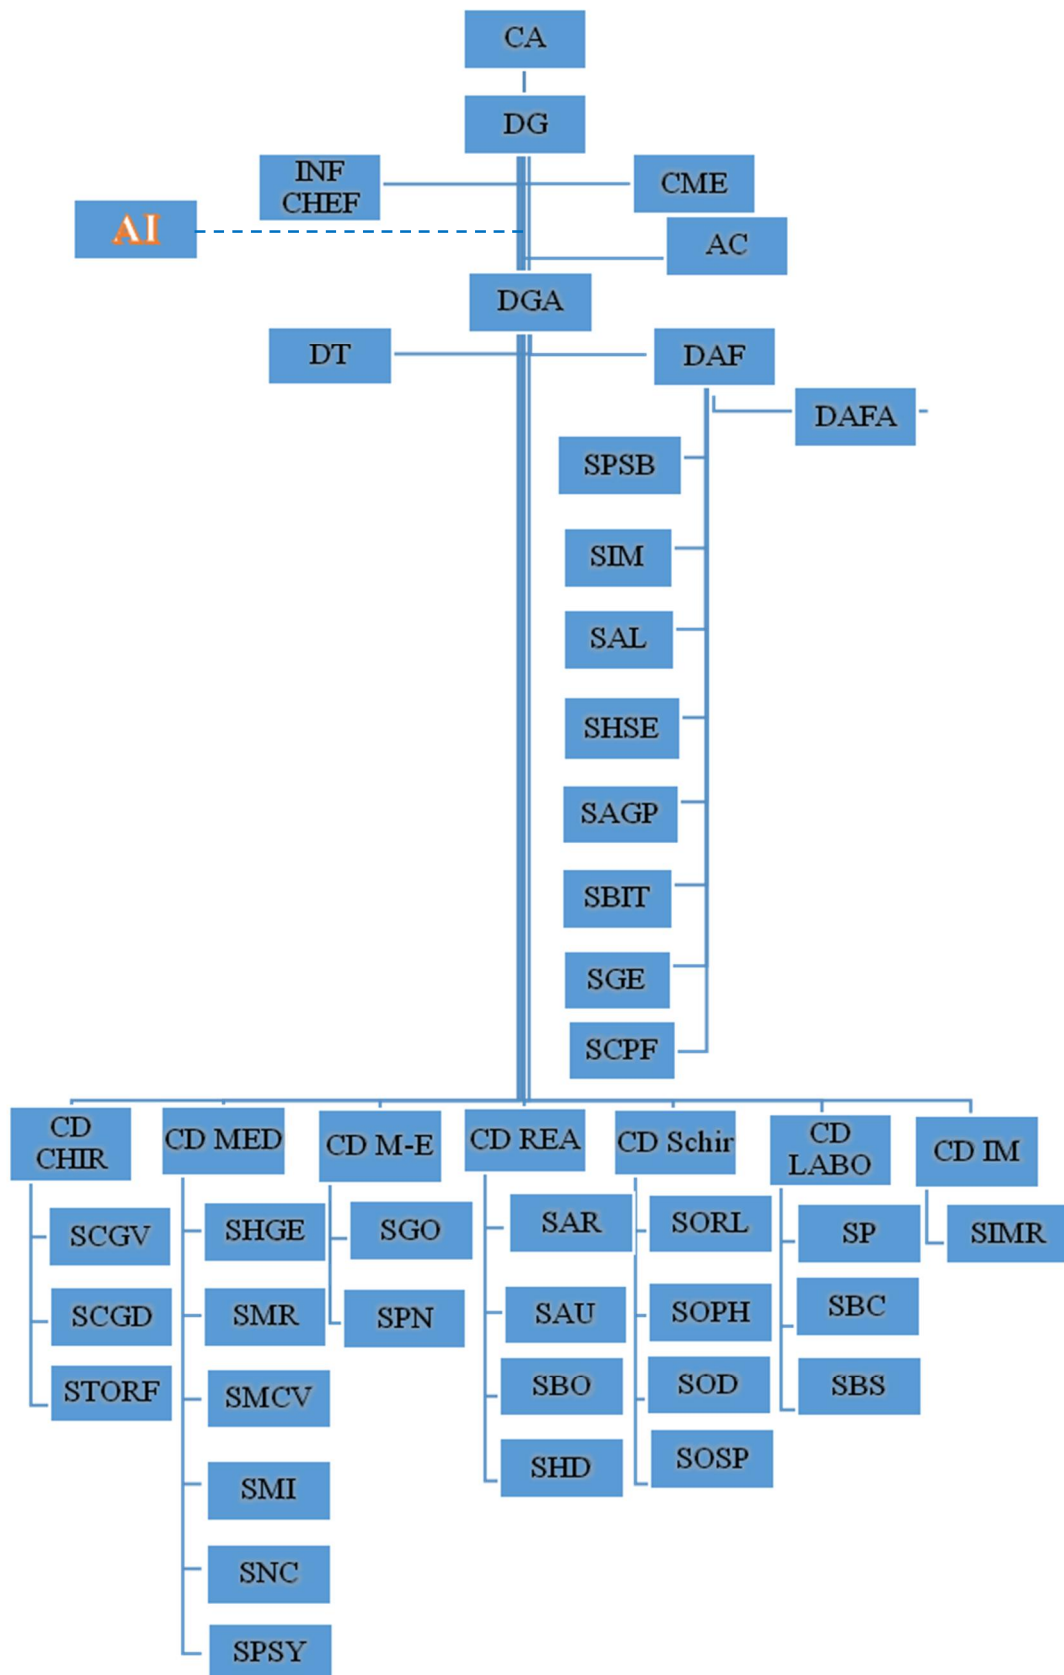 CA
DG
INF
CHEF
CME
AI
AC
DGA
DT
DAF
DAFA
SPSB
SIM
SAL
SHSE
SAGP
SBIT
SGE
SCPF
CD
CHIR
CD MED
CD M-E
CD REA
CD Schir
CD
LABO
CD IM
SCGV
SCGD
STORF
SHGE
SMR
SMCV
SMI
SNC
SPSY
SGO
SPN
SAR
SAU
SBO
SHD
SORL
SOPH
SOD
SOSP
SP
SBC
SBS
SIMR